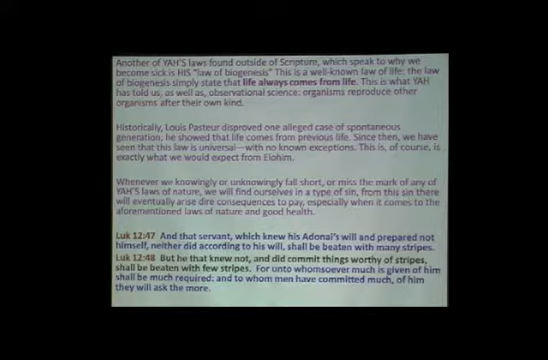 Another of YAH'S laws found outside of Scripture, which speak to why we
become sick is HIS "law of biogenesis" This is a well-known law of life: the law
of biogenesis simply state that life always comes from life. This is what YAH
has told us, as well as, observational science: organisms reproduce other
organisms after their own kind.
Historically, Louis Pasteur disproved one alleged case of spontaneous
generation; he showed that life comes from previous life. Since then, we have
seen that this law is universal—with no known exceptions. This is, of course, is
exactly what we would expect from Elohim.
Whenever we knowingly or unknowingly fall short, or miss the mark of any of
YAH'S laws of nature, we will find ourselves in a type of sin, from this sin there
will eventually arise dire consequences to pay, especially when it comes to the
aforementioned laws of nature and good health.
Luk 12:47 And that servant, which knew his Adonai's will and prepared not
himself, neither did according to his will, shall be beaten with many stripes.
Luk 12:48 But he that knew not, and did commit things worthy of stripes,
shall be beaten with few stripes. For unto whomsoever much is given of him
shall be much required: and to whom men have committed much, of him
they will ask the more.